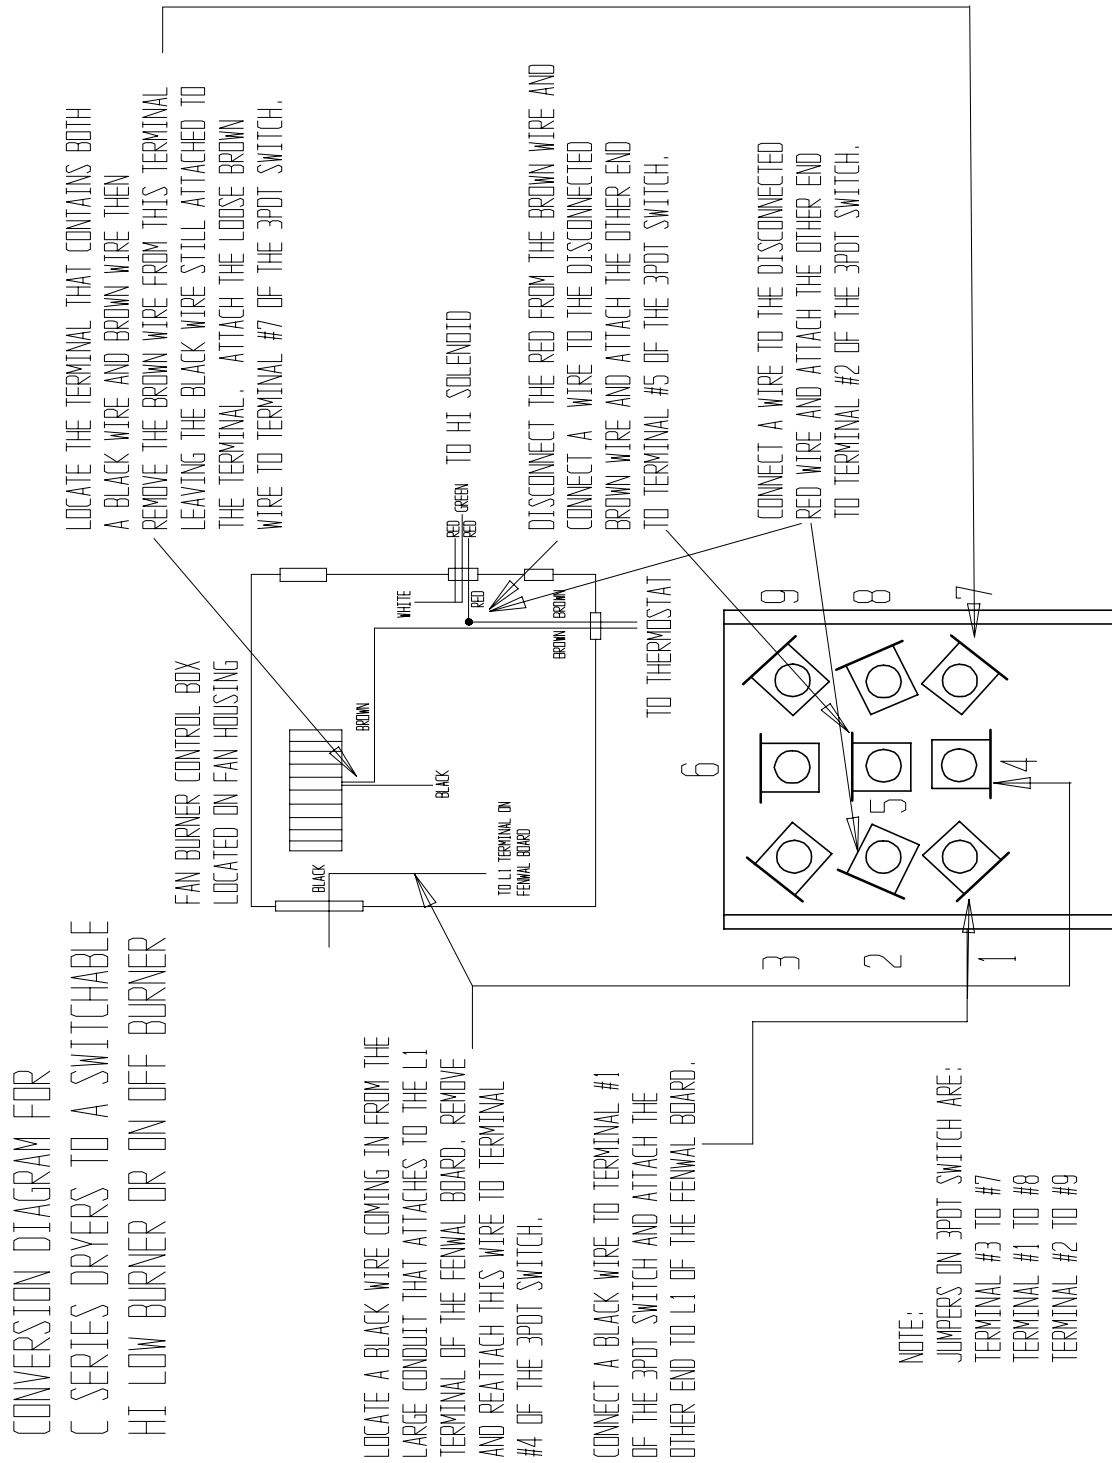 CONVERSION DIAGRAM FOR
C SERIES DRYERS TO A SWITCHABLE
HI LOW BURNER OR ON OFF BURNER
FAN BURNER CONTROL BOX
LOCATED ON FAN HOUSING
LOCATE THE TERMINAL THAT CONTAINS BOTH
A BLACK WIRE AND BROWN WIRE THEN
REMOVE THE BROWN WIRE FROM THIS TERMINAL
LEAVING THE BLACK WIRE STILL ATTACHED TO
THE TERMINAL. ATTACH THE LOOSE BROWN
WIRE TO TERMINAL #7 OF THE 3PDT SWITCH.
LOCATE A BLACK WIRE COMING IN FROM THE
LARGE CONDUIT THAT ATTACHES TO THE L1
TERMINAL OF THE FENWAL BOARD. REMOVE
AND REATTACH THIS WIRE TO TERMINAL
#4 OF THE 3PDT SWITCH.
BLACK
BROWN
BLACK
TO L1 TERMINAL ON
FENWAL BOARD
WHITE
RED
GREEN
RED
TO HI SOLENOID
RED
BROWN
BROWN
TO THERMOSTAT
DISCONNECT THE RED FROM THE BROWN WIRE AND
CONNECT A WIRE TO THE DISCONNECTED
BROWN WIRE AND ATTACH THE OTHER END
TO TERMINAL #5 OF THE 3PDT SWITCH.
CONNECT A WIRE TO THE DISCONNECTED
RED WIRE AND ATTACH THE OTHER END
TO TERMINAL #2 OF THE 3PDT SWITCH.
CONNECT A BLACK WIRE TO TERMINAL #1
OF THE 3PDT SWITCH AND ATTACH THE
OTHER END TO L1 OF THE FENWAL BOARD.
3
6
9
2
5
8
1
4
7
NOTE:
JUMPERS ON 3PDT SWITCH ARE:
TERMINAL #3 TO #7
TERMINAL #1 TO #8
TERMINAL #2 TO #9